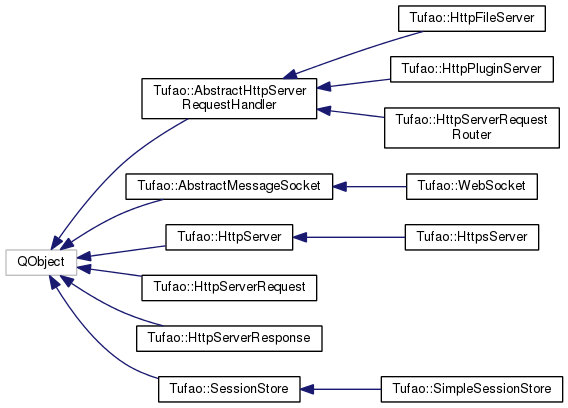 Tufao::HttpFileServer
Tufao::HttpPluginServer
Tufao::AbstractHttpServer
RequestHandler
Tufao::HttpServerRequest
Router
Tufao::AbstractMessageSocket
Tufao::WebSocket
Tufao::HttpServer
Tufao::HttpsServer
QObject
Tufao::HttpServerRequest
Tufao::HttpServerResponse
Tufao::SessionStore
Tufao::SimpleSessionStore